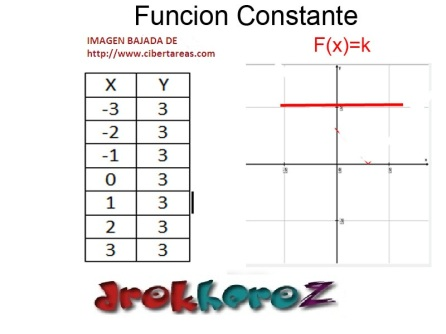 Funcion Constante
IMAGEN BAJADA DE
http://www.cibertareas.com
F(x)=k
X Y
-3 3
-2 3
-1 3
0 3
1 3
2 3
3 3
drokheroz